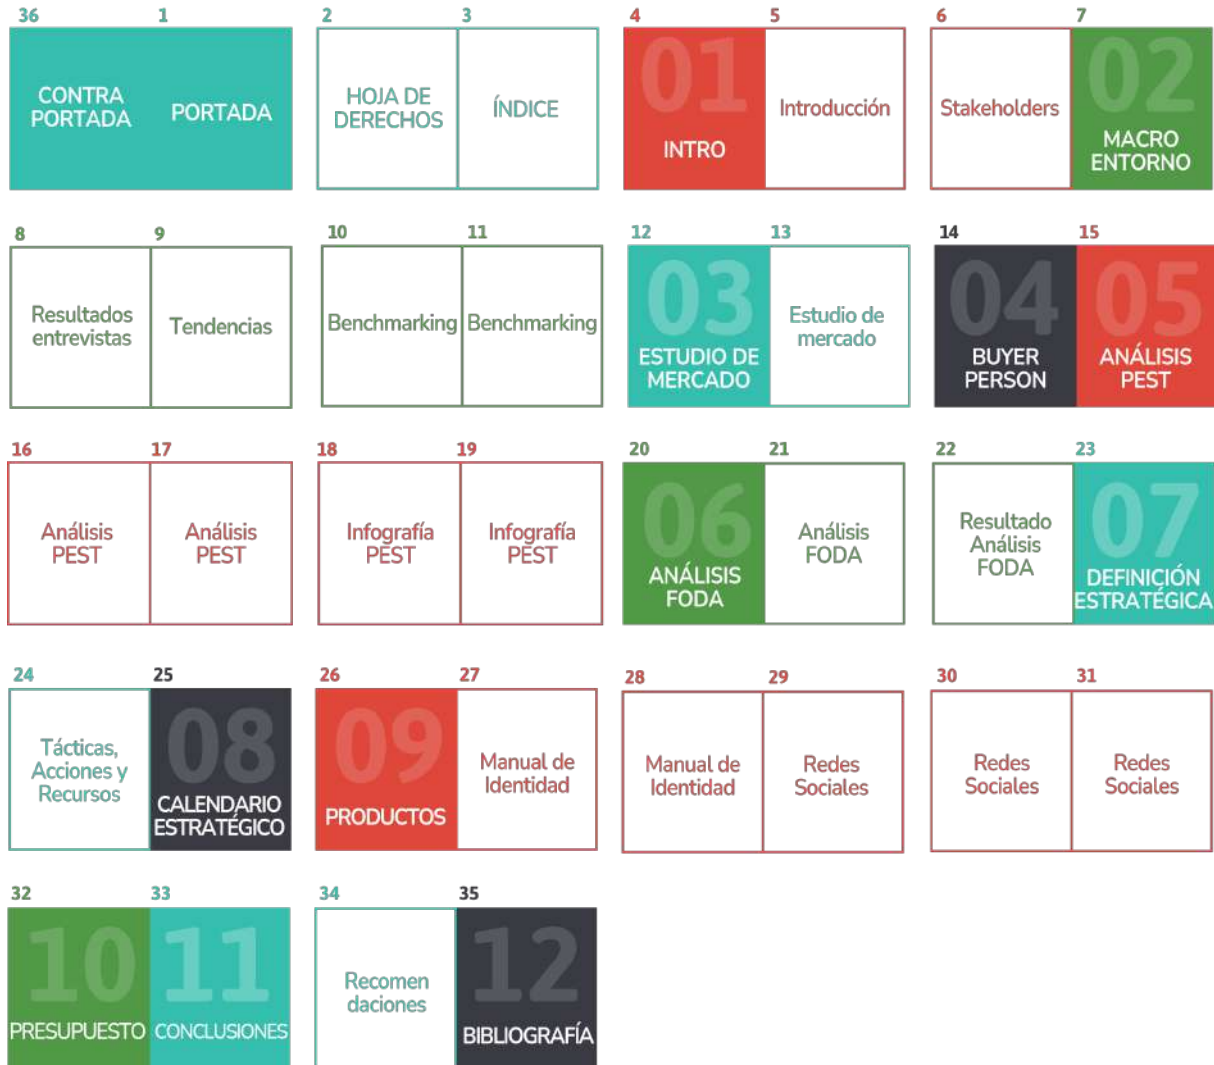 36 1 2 3 4 5 6 7
CONTRA
PORTADA
PORTADA
HOJA DE
DERECHOS
ÍNDICE
01
INTRO
Introducción
Stakeholders
02
MACRO
ENTORNO
8 9 10 11 12 13 14 15
Resultados
entrevistas
Tendencias
Benchmarking
Benchmarking
03
ESTUDIO DE
MERCADO
Estudio de
mercado
04
BUYER
PERSON
05
ANÁLISIS
PEST
16 17 18 19 20 21 22 23
Análisis
PEST
Análisis
PEST
Infografía
PEST
Infografía
PEST
06
ANÁLISIS
FODA
Análisis
FODA
Resultado
Análisis
FODA
07
DEFINICIÓN
ESTRATÉGICA
24 25 26 27 28 29 30 31
Tácticas,
Acciones y
Recursos
08
CALENDARIO
ESTRATÉGICO
09
PRODUCTOS
Manual de
Identidad
Manual de
Identidad
Redes
Sociales
Redes
Sociales
Redes
Sociales
32 33 34 35
10
PRESUPUESTO
11
CONCLUSIONES
Recomen
daciones
12
BIBLIOGRAFÍA